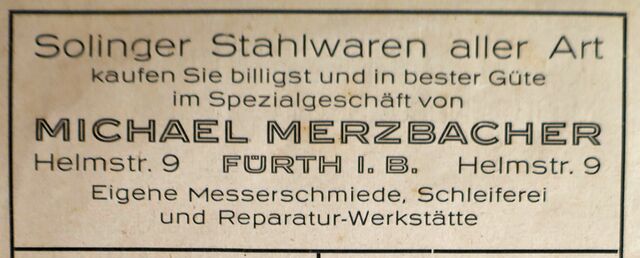 Solinger Stahlwaren aller Art
kaufen Sie billigst und in bester Güte
im Spezialgeschäft von
MICHAEL MERZBACHER
Helmstr. 9 FÜRTH I. B. Helmstr. 9
Eigene Messerschmiede, Schleiferei
und Reparatur-Werkstätte